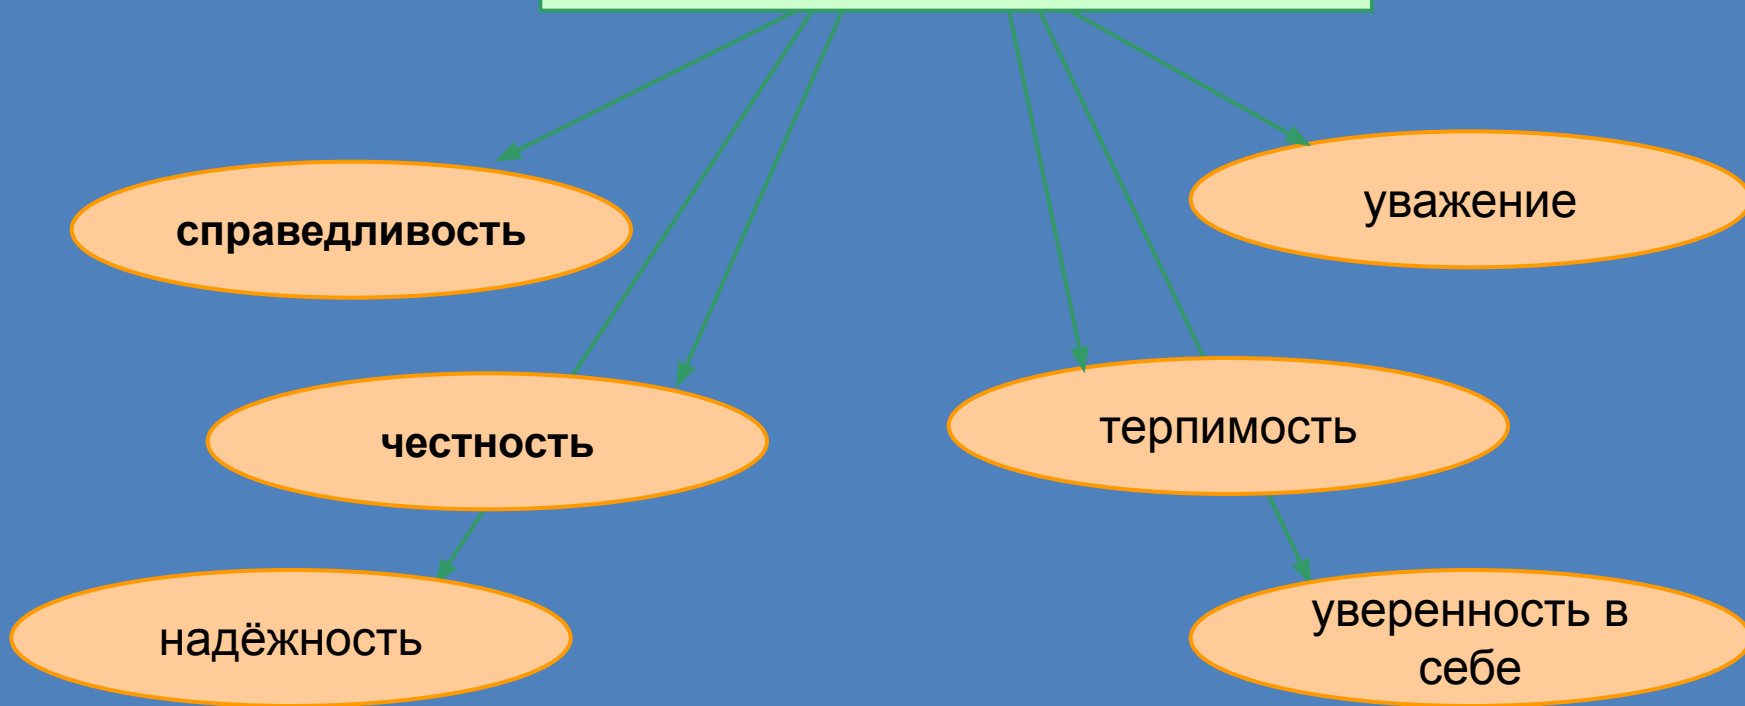 справедливость
уважение
честность
терпимость
надёжность
уверенность в
себе